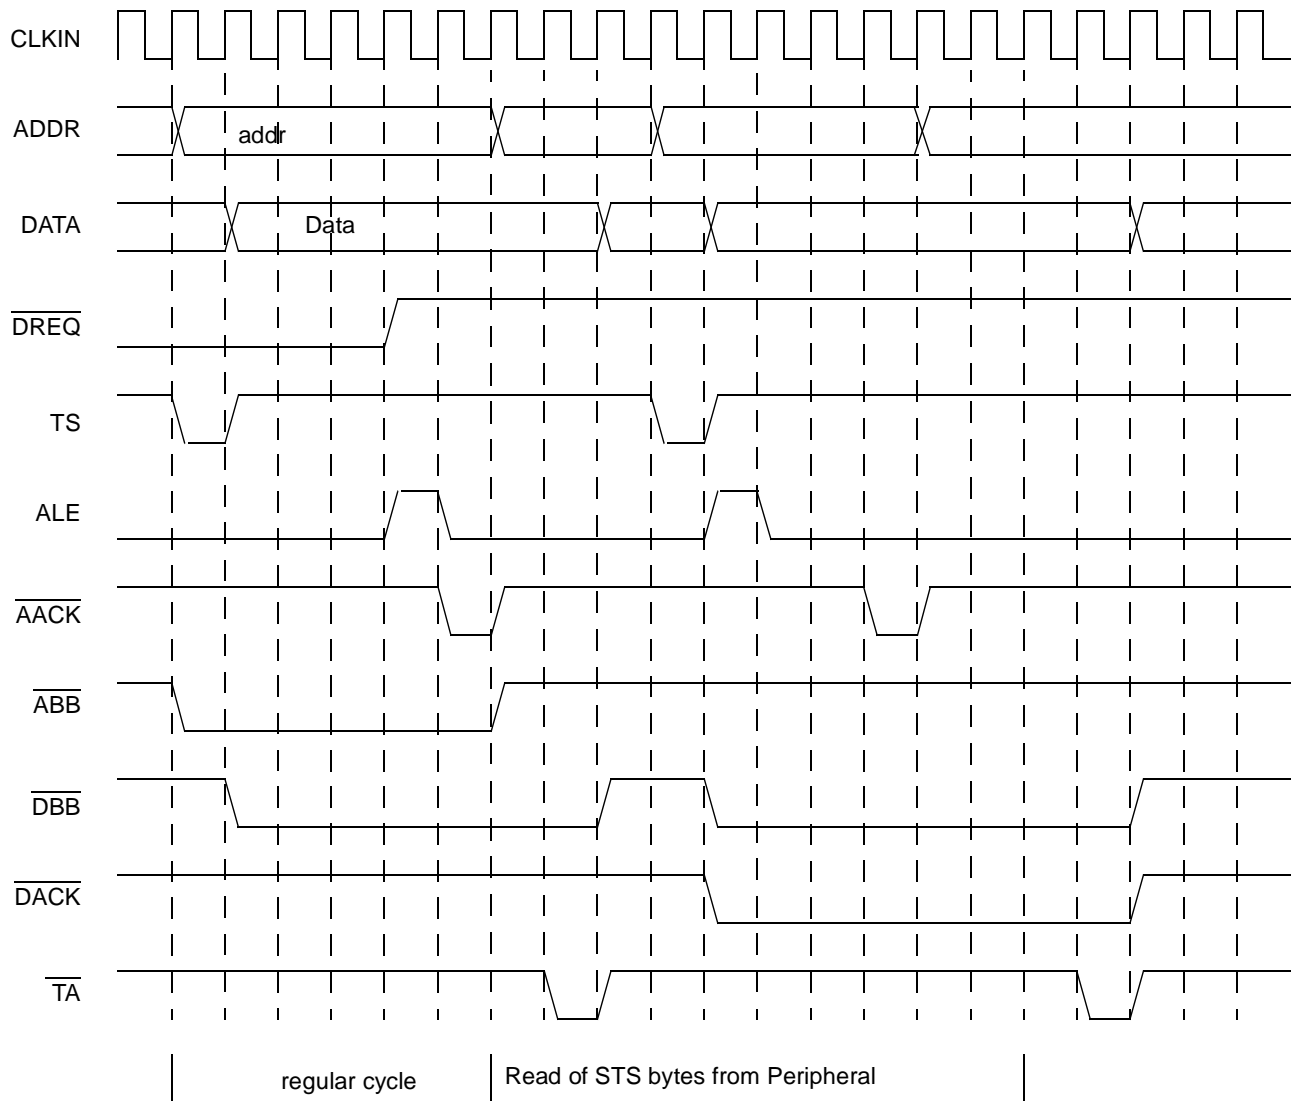 CLKIN
ADDR
addr
DATA
Data
DREQ
TS
ALE
AACK
ABB
DBB
DACK
TA
regular cycle
Read of STS bytes from Peripheral